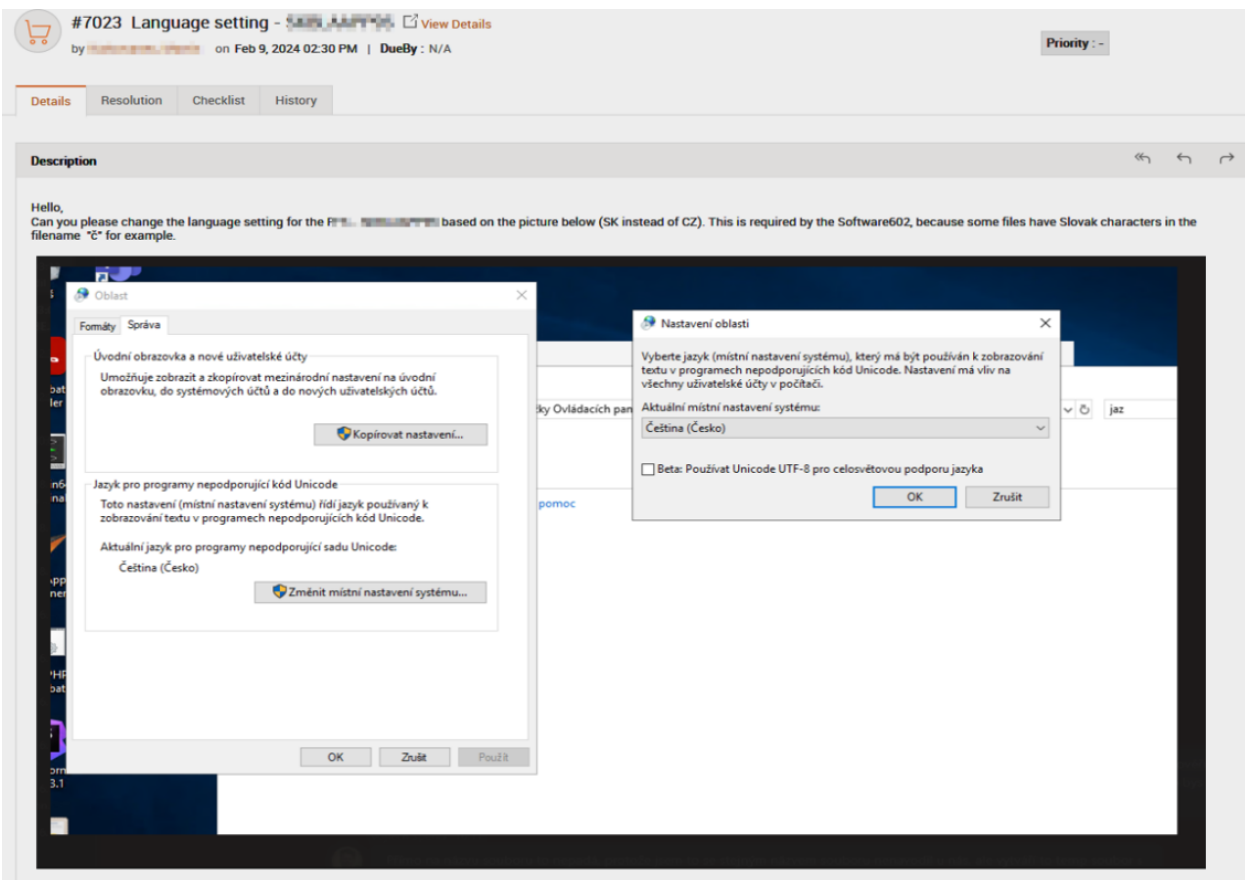 #7023 Language setting - View Details
by on Feb 9, 2024 02:30 PM | DueBy : N/A
Priority : -
Details Resolution Checklist History
Description
Hello,
Can you please change the language setting for the based on the picture below (SK instead of CZ). This is required by the Software602, because some files have Slovak characters in the
filename "č" for example.
Oblast
Formáty Správa
Úvodní obrazovka a nové uživatelské účty
Umožňuje zobrazit a zkopírovat mezinárodní nastavení na úvodní
obrazovku, do systémových účtů a do nových uživatelských účtů.
Kopírovat nastavení...
Jazyk pro programy nepodporující kód Unicode
Toto nastavení (místní nastavení systému) řídí jazyk používaný k
zobrazování textu v programech nepodporujících kód Unicode.
Aktuální jazyk pro programy nepodporující sadu Unicode:
Čeština (Česko)
Změnit místní nastavení systému...
OK Zrušit Použít
Nastavení oblasti
Vyberte jazyk (místní nastavení systému), který má být používán k zobrazování
textu v programech nepodporujících kód Unicode. Nastavení má vliv na
všechny uživatelské účty v počítači.
Aktuální místní nastavení systému:
Čeština (Česko)
Beta: Používat Unicode UTF-8 pro celosvětovou podporu jazyka
OK Zrušit
Ovládacích pan
jaz
pomoc
3.1